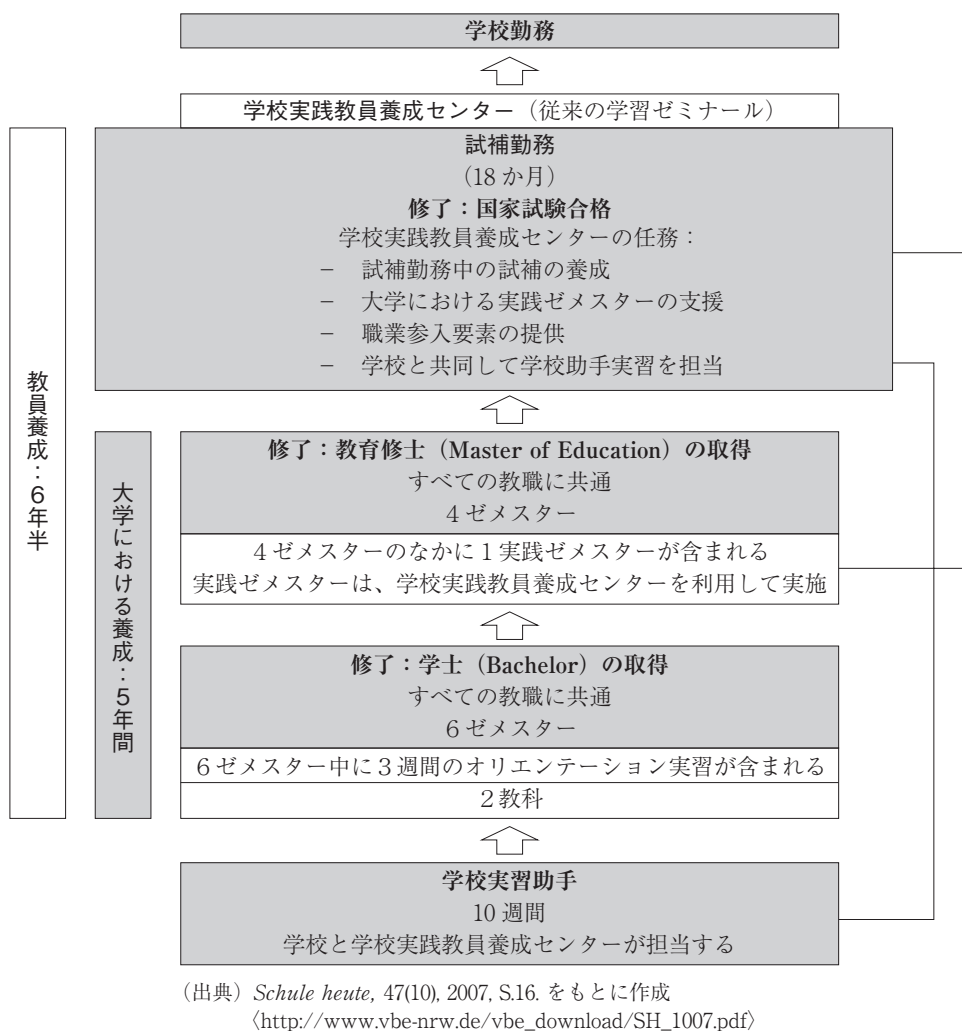 学校勤務
学校実践教員養成センター（従来の学習ゼミナール）
試補勤務
（18 か月）
修了：国家試験合格
学校実践教員養成センターの任務：
－ 試補勤務中の試補の養成
－ 大学における実践ゼメスターの支援
－ 職業参入要素の提供
－ 学校と共同して学校助手実習を担当
教員養成：6年半
大学における養成：5年間
修了：教育修士（Master of Education）の取得
すべての教職に共通
4ゼメスター
4ゼメスターのなかに1実践ゼメスターが含まれる
実践ゼメスターは、学校実践教員養成センターを利用して実施
修了：学士（Bachelor）の取得
すべての教職に共通
6ゼメスター
6ゼメスター中に3週間のオリエンテーション実習が含まれる
2教科
学校実習助手
10 週間
学校と学校実践教員養成センターが担当する
（出典）Schule heute, 47(10), 2007, S.16. をもとに作成
〈http://www.vbe-nrw.de/vbe_download/SH_1007.pdf〉